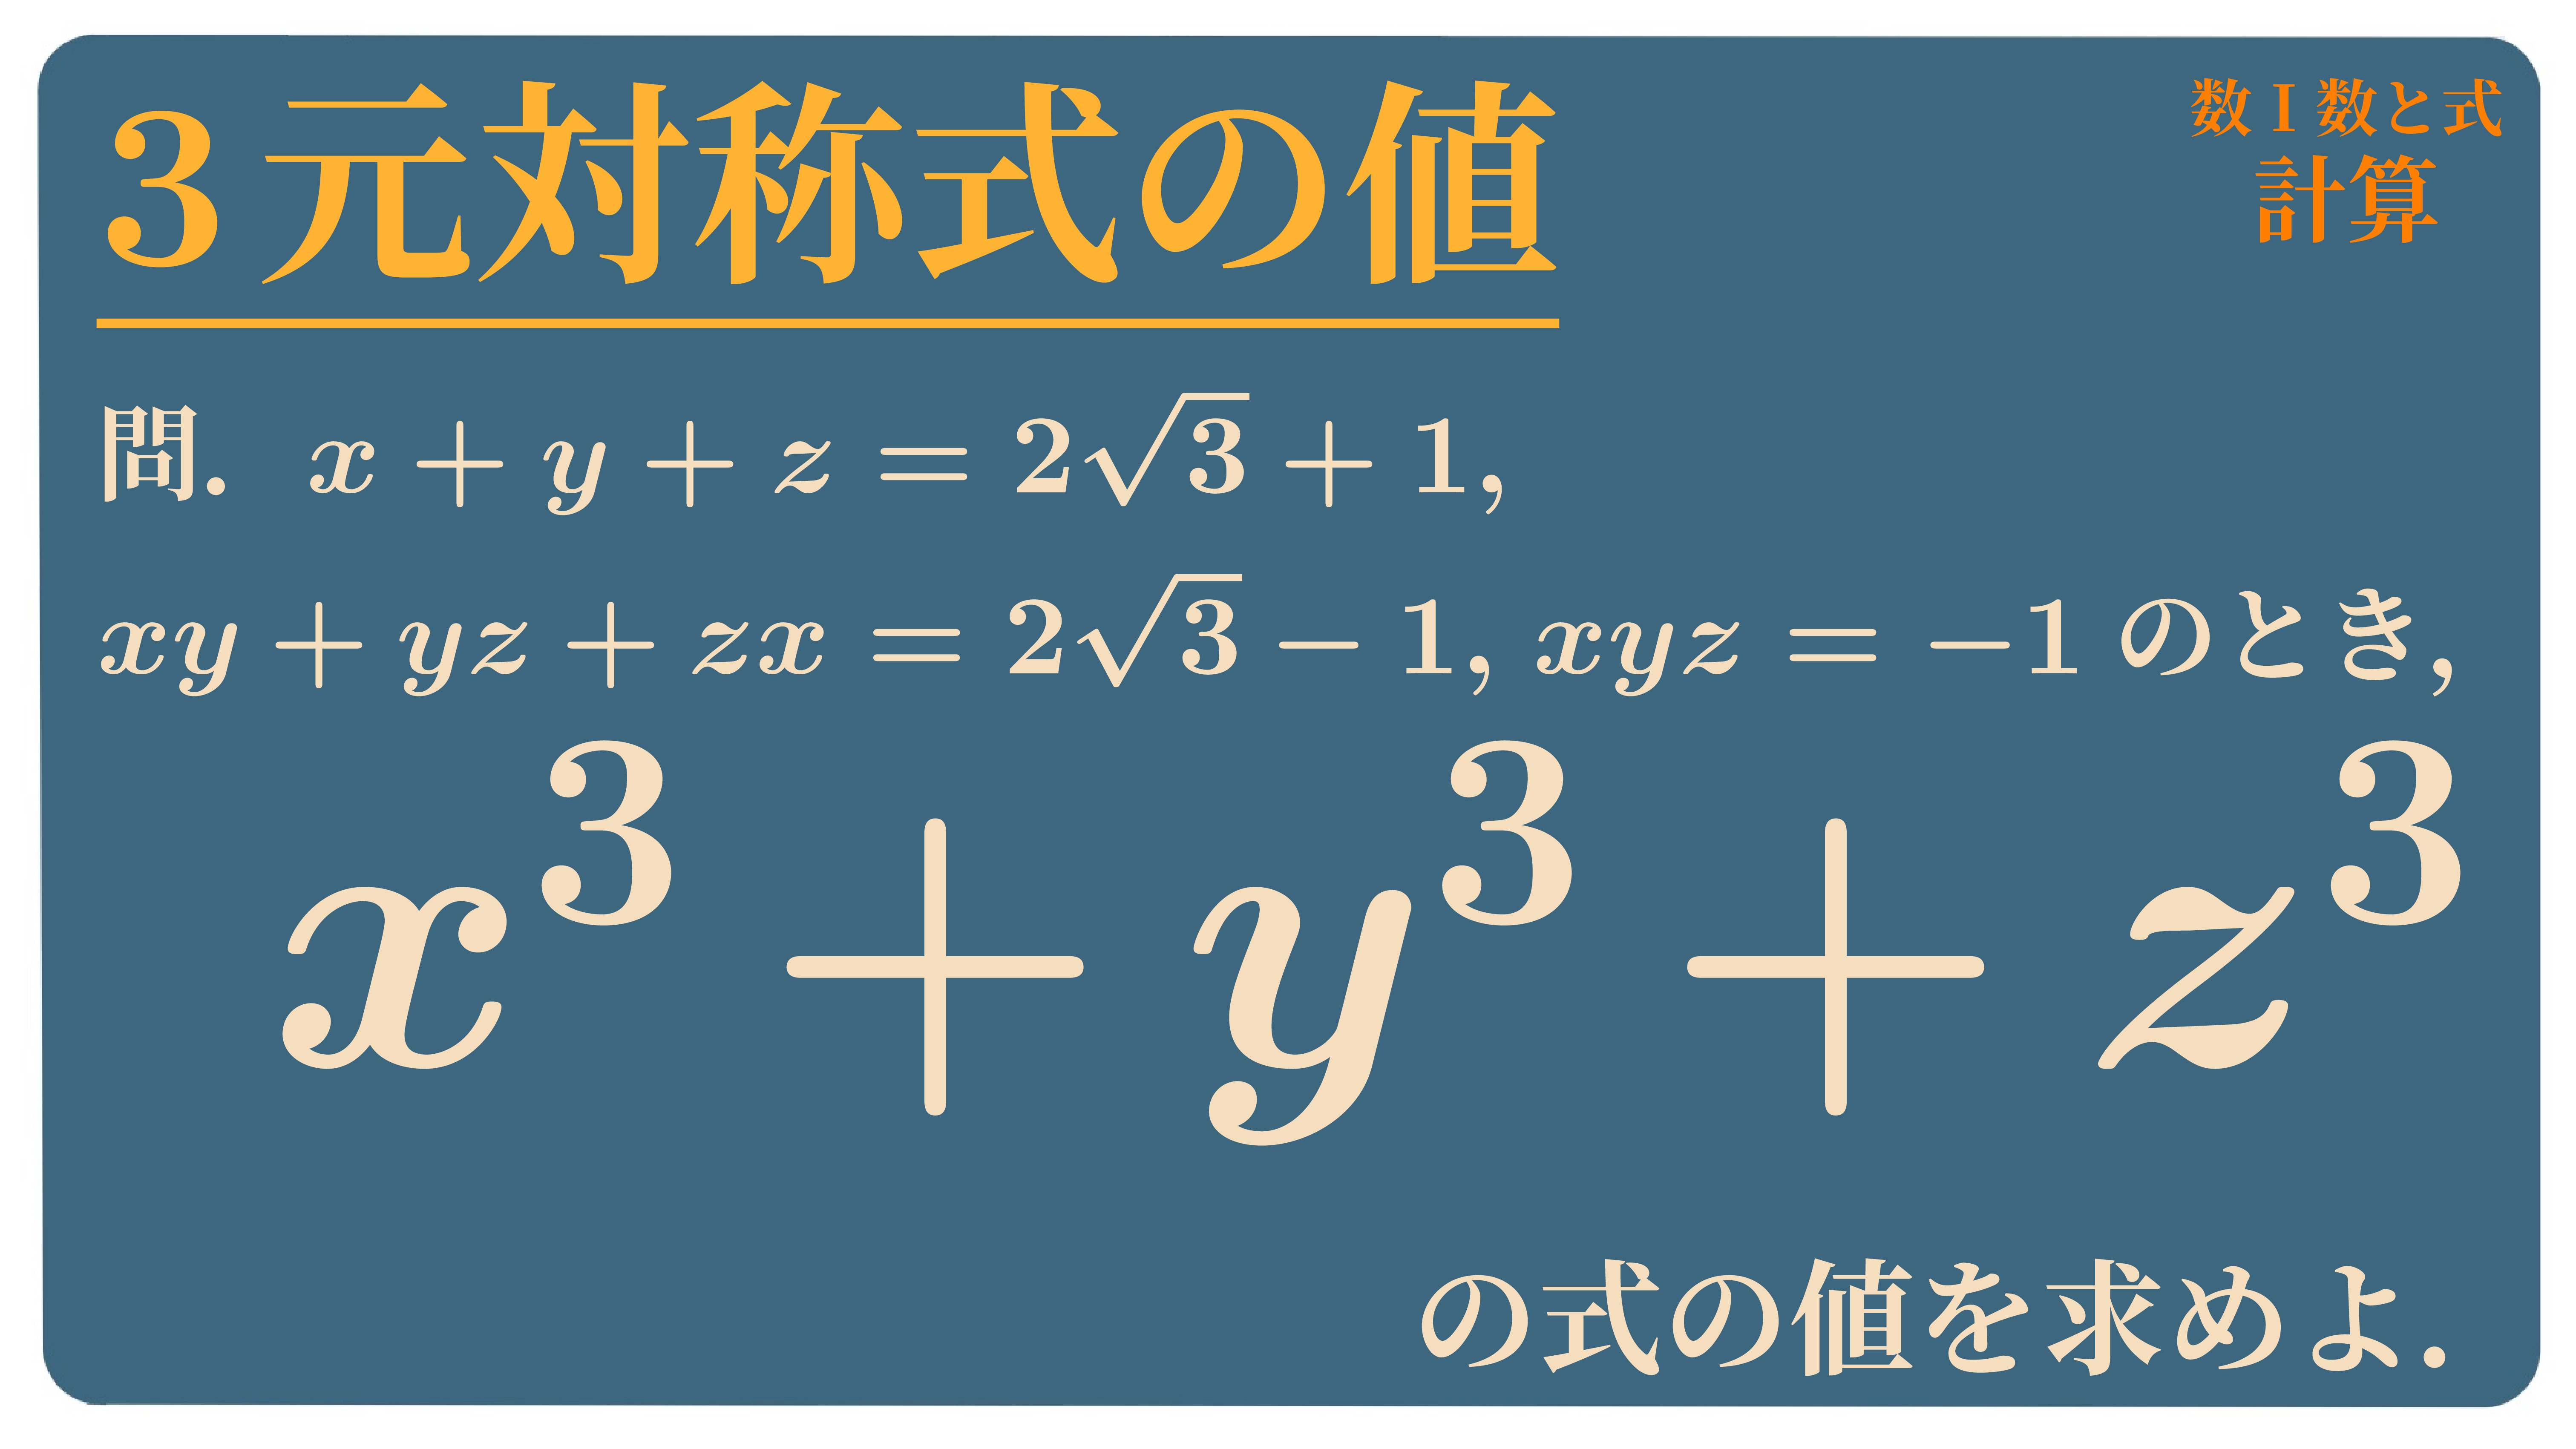 3元対称式の値
数Ⅰ数と式
計算
問. x + y + z = 2√3 + 1,
xy + yz + zx = 2√3 − 1, xyz = −1 のとき,
x³ + y³ + z³
の式の値を求めよ.